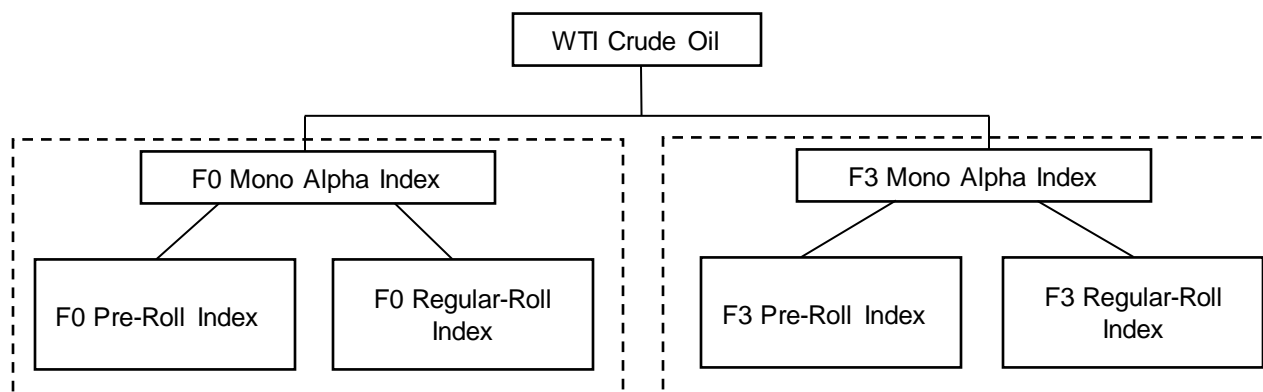 WTI Crude Oil
F0 Mono Alpha Index
F3 Mono Alpha Index
F0 Pre-Roll Index
F0 Regular-Roll
Index
F3 Pre-Roll Index
F3 Regular-Roll
Index